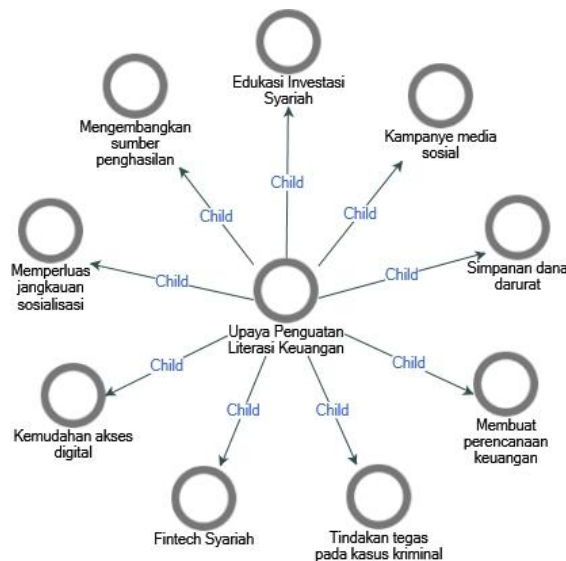 Edukasi Investasi
Syariah
Mengembangkan
sumber
penghasilan
Kampanye media
sosial
Child
Child
Child
Memperluas
jangkauan
sosialisasi
Child
Child
Simpanan dana
darurat
Upaya Penguatan
Literasi Keuangan
Child
Child
Kemudahan akses
digital
Child
Child
Membuat
perencanaan
keuangan
Fintech Syariah
Tindakan tegas
pada kasus kriminal